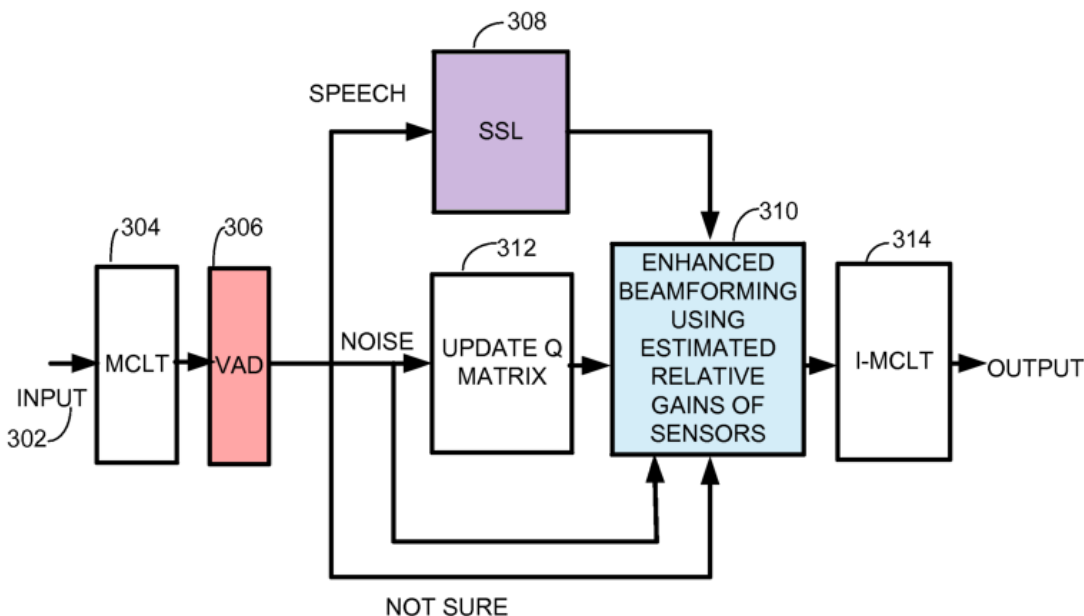 308
SPEECH
SSL
304
306
312
310
314
MCLT
VAD
NOISE
UPDATE Q
MATRIX
ENHANCED
BEAMFORMING
USING
ESTIMATED
RELATIVE
GAINS OF
SENSORS
I-MCLT
OUTPUT
INPUT
302
NOT SURE